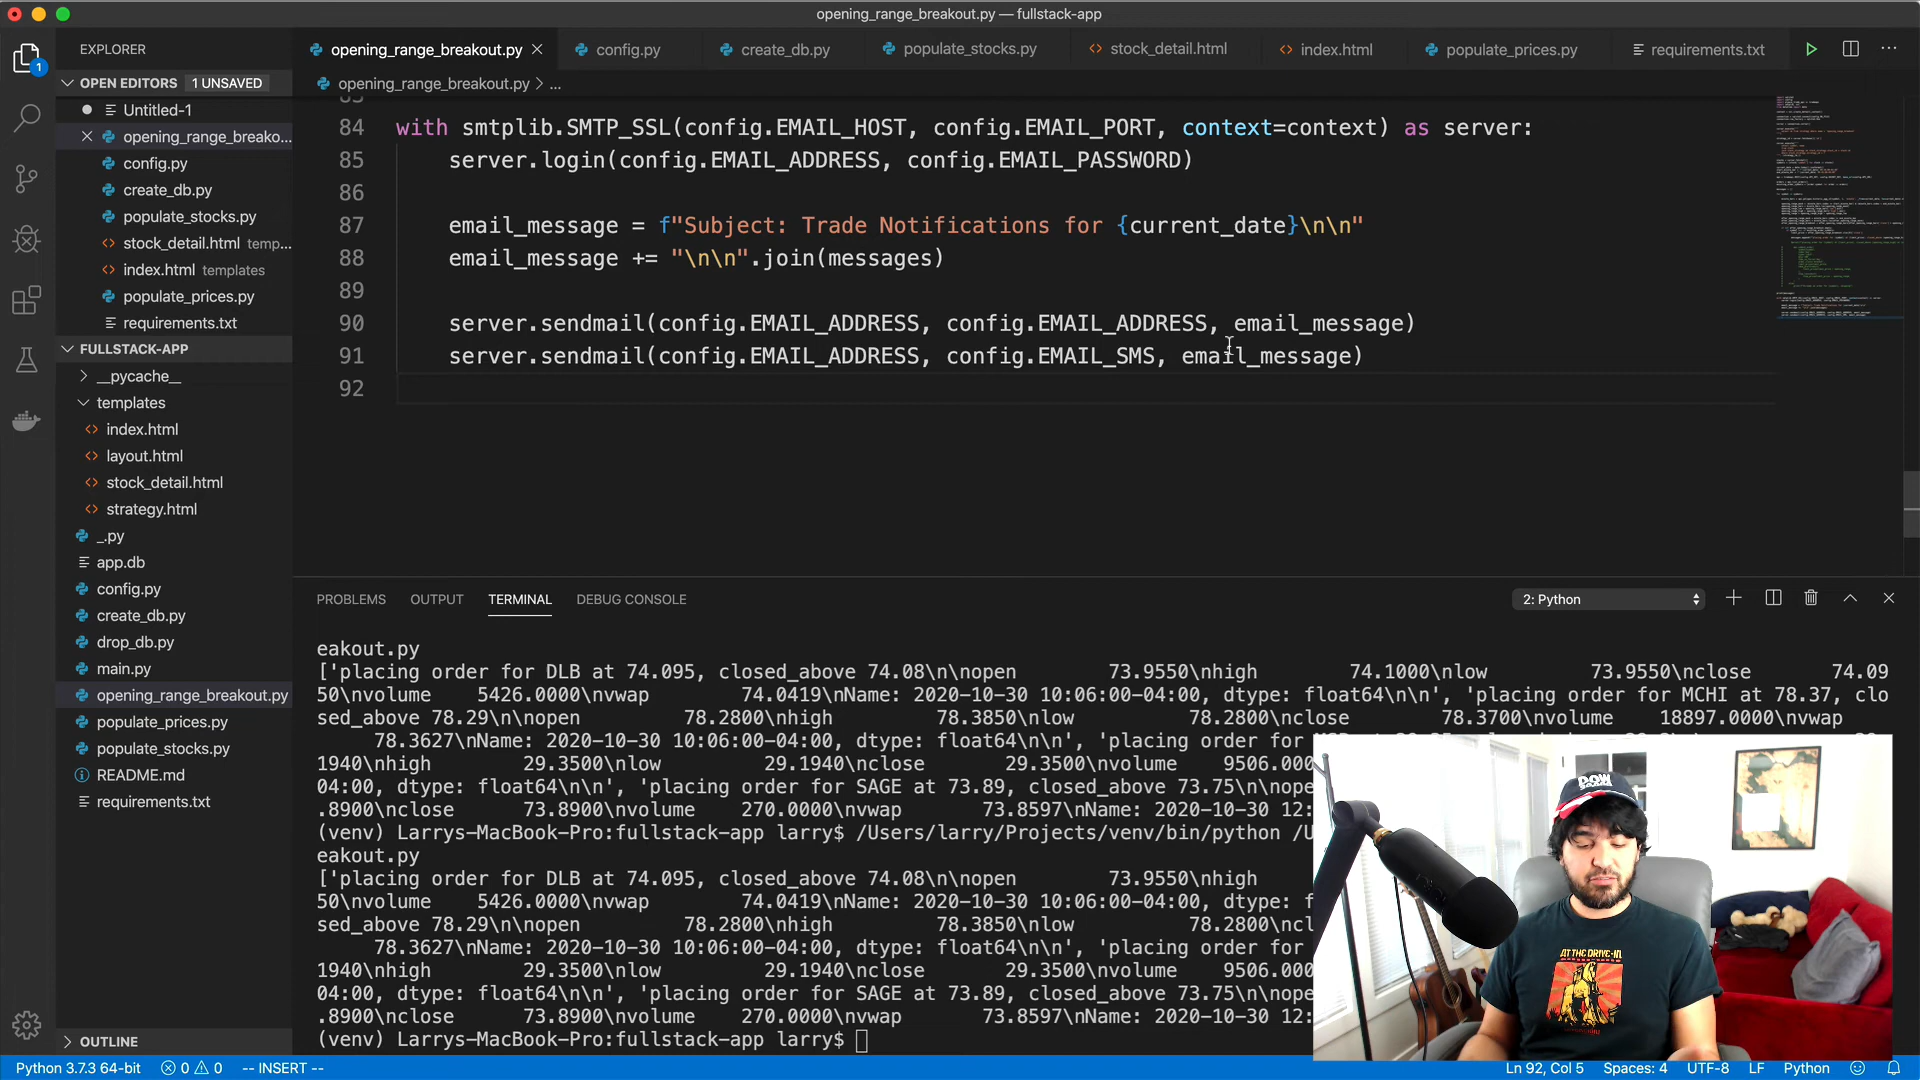 opening_range_breakout.py — fullstack-app
EXPLORER
opening_range_breakout.py
config.py
create_db.py
populate_stocks.py
stock_detail.html
index.html
populate_prices.py
requirements.txt
OPEN EDITORS 1 UNSAVED
opening_range_breakout.py > ...
1
Untitled-1
opening_range_breako...
config.py
create_db.py
populate_stocks.py
stock_detail.html temp...
index.html templates
populate_prices.py
requirements.txt
FULLSTACK-APP
__pycache__
templates
index.html
layout.html
stock_detail.html
strategy.html
_.py
app.db
config.py
create_db.py
drop_db.py
main.py
opening_range_breakout.py
populate_prices.py
populate_stocks.py
README.md
requirements.txt
OUTLINE
84 with smtplib.SMTP_SSL(config.EMAIL_HOST, config.EMAIL_PORT, context=context) as server:
85 server.login(config.EMAIL_ADDRESS, config.EMAIL_PASSWORD)
86
87 email_message = f"Subject: Trade Notifications for {current_date}\n\n"
88 email_message += "\n\n".join(messages)
89
90 server.sendmail(config.EMAIL_ADDRESS, config.EMAIL_ADDRESS, email_message)
91 server.sendmail(config.EMAIL_ADDRESS, config.EMAIL_SMS, email_message)
92
PROBLEMS OUTPUT TERMINAL DEBUG CONSOLE 2: Python
eakout.py
['placing order for DLB at 74.095, closed_above 74.08\n\nopen 73.9550\nhigh 74.1000\nlow 73.9550\nclose 74.09
50\nvolume 5426.0000\nvwap 74.0419\nName: 2020-10-30 10:06:00-04:00, dtype: float64\n\n', 'placing order for MCHI at 78.37, clo
sed_above 78.29\n\nopen 78.2800\nhigh 78.3850\nlow 78.2800\nclose 78.3700\nvolume 18897.0000\nvwap
78.3627\nName: 2020-10-30 10:06:00-04:00, dtype: float64\n\n', 'placing order for
1940\nhigh 29.3500\nlow 29.1940\nclose 29.3500\nvolume 9506.000
04:00, dtype: float64\n\n', 'placing order for SAGE at 73.89, closed_above 73.75\n\nope
.8900\nclose 73.8900\nvolume 270.0000\nvwap 73.8597\nName: 2020-10-30 12:
(venv) Larrys-MacBook-Pro:fullstack-app larry$ /Users/larry/Projects/venv/bin/python /U
eakout.py
['placing order for DLB at 74.095, closed_above 74.08\n\nopen 73.9550\nhigh
50\nvolume 5426.0000\nvwap 74.0419\nName: 2020-10-30 10:06:00-04:00, dtype: f
sed_above 78.29\n\nopen 78.2800\nhigh 78.3850\nlow 78.2800\ncl
78.3627\nName: 2020-10-30 10:06:00-04:00, dtype: float64\n\n', 'placing order for
1940\nhigh 29.3500\nlow 29.1940\nclose 29.3500\nvolume 9506.000
04:00, dtype: float64\n\n', 'placing order for SAGE at 73.89, closed_above 73.75\n\nope
.8900\nclose 73.8900\nvolume 270.0000\nvwap 73.8597\nName: 2020-10-30 12:
(venv) Larrys-MacBook-Pro:fullstack-app larry$
AT THE DRIVE-IN
Python 3.7.3 64-bit 0 0 -- INSERT -- Ln 92, Col 5 Spaces: 4 UTF-8 LF Python